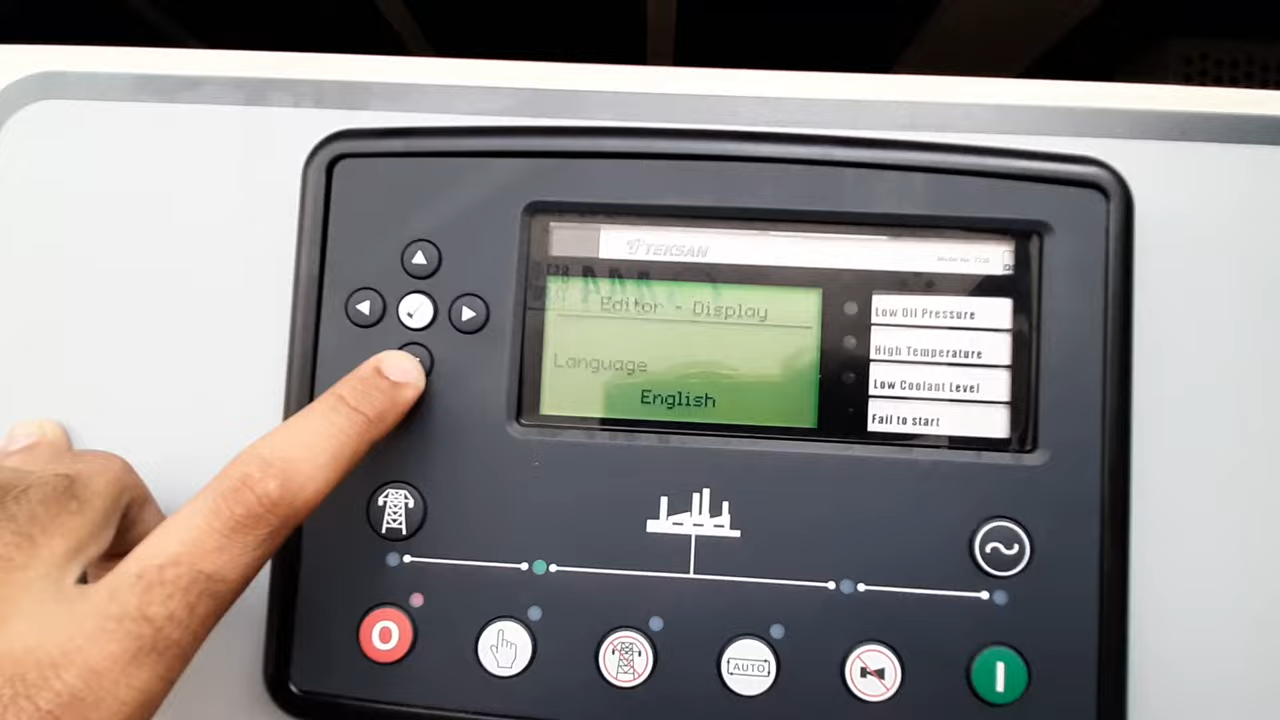 TEKSAN
Editor - Display
Language
English
Low Oil Pressure
High Temperature
Low Coolant Level
Fail to start
O
AUTO
I